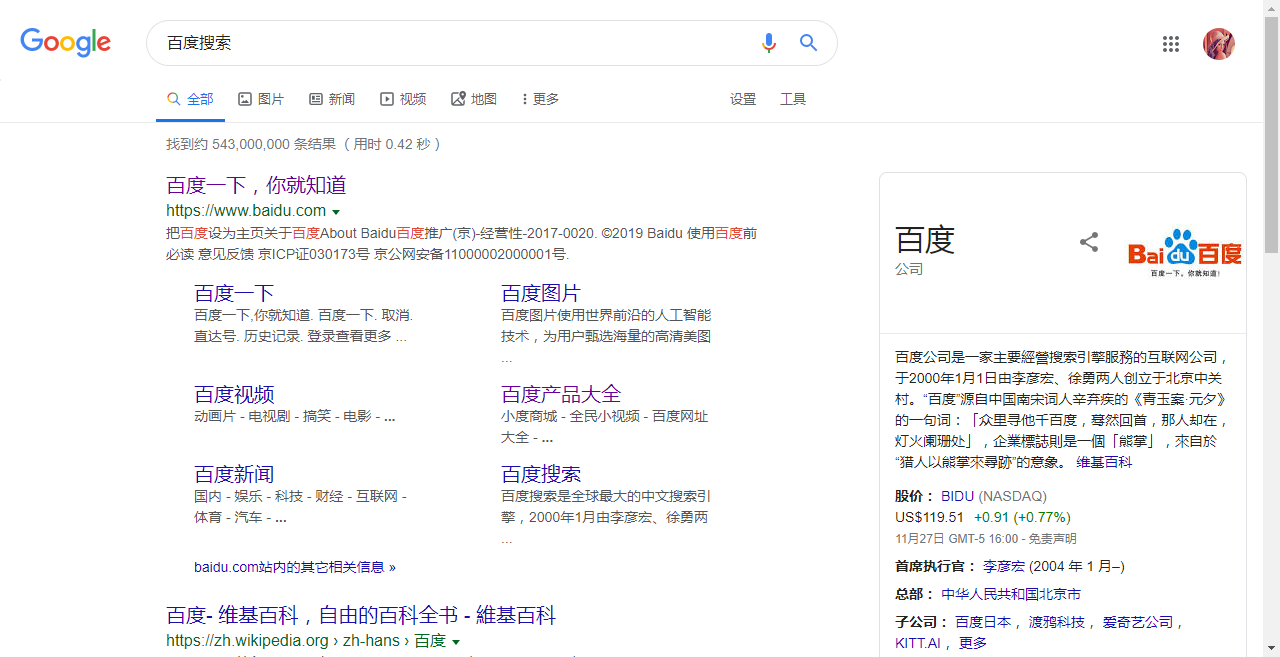 Google
百度搜索
全部
图片
新闻
视频
地图
更多
设置
工具
找到约 543,000,000 条结果（用时 0.42 秒）
百度一下，你就知道
https://www.baidu.com
把百度设为主页关于百度About Baidu百度推广(京)-经营性-2017-0020. ©2019 Baidu 使用百度前
必读 意见反馈 京ICP证030173号 京公网安备11000002000001号.
百度一下
百度一下,你就知道. 百度一下. 取消.
直达号. 历史记录. 登录查看更多 ...
百度图片
百度图片使用世界前沿的人工智能
技术，为用户甄选海量的高清美图
...
百度视频
动画片 - 电视剧 - 搞笑 - 电影 - ...
百度产品大全
小度商城 - 全民小视频 - 百度网址
大全 - ...
百度新闻
国内 - 娱乐 - 科技 - 财经 - 互联网 -
体育 - 汽车 - ...
百度搜索
百度搜索是全球最大的中文搜索引
擎，2000年1月由李彦宏、徐勇两
...
baidu.com站内的其它相关信息 »
百度- 维基百科，自由的百科全书 - 維基百科
https://zh.wikipedia.org › zh-hans › 百度
百度
公司
Bai du 百度
百度一下，你就知道!
百度公司是一家主要經營搜索引擎服務的互联网公司，
于2000年1月1日由李彦宏、徐勇两人创立于北京中关
村。“百度”源自中国南宋词人辛弃疾的《青玉案·元夕》
的一句词：「众里寻他千百度，蓦然回首，那人却在，
灯火阑珊处」，企業標誌則是一個「熊掌」，來自於
“猎人以熊掌來尋跡”的意象。 维基百科
股价： BIDU (NASDAQ)
US$119.51 +0.91 (+0.77%)
11月27日 GMT-5 16:00 - 免责声明
首席执行官： 李彦宏 (2004 年 1 月–)
总部： 中华人民共和国北京市
子公司： 百度日本， 渡鸦科技， 爱奇艺公司，
KITT.AI， 更多